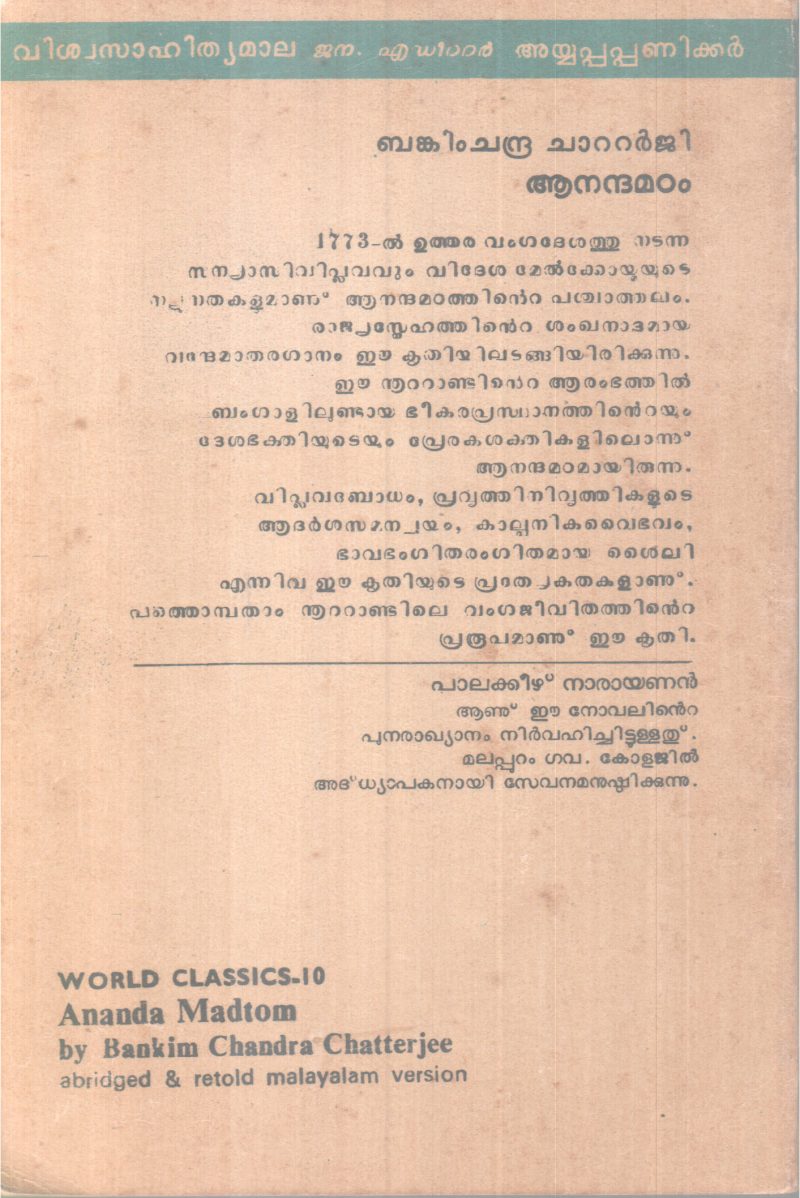 വിശ്വസാഹിത്യമാല ജന. എഡിറ്റർ അയ്യപ്പപ്പണിക്കർ
ബങ്കിംചന്ദ്ര ചാററർജി
ആനന്ദമഠം
1773-ൽ ഉത്തര വംഗദേശത്തു നടന്ന
സന്യാസിവിപ്ലവവും വിദേശ മേൽക്കോയ്മയുടെ
ആനന്ദമഠത്തിൻെറ പശ്ചാത്തലം.
രാജ്യസ്നേഹത്തിൻെറ ശംഖനാദമായ
വന്ദേമാതരഗാനം ഈ കൃതിയിലടങ്ങിയിരിക്കുന്നു.
ഈ നൂററാണ്ടിൻെറ ആരംഭത്തിൽ
ബംഗാളിലുണ്ടായ ഭീകരപ്രസ്ഥാനത്തിൻെറയും
ദേശഭക്തിയുടെയും പ്രേരകശക്തികളിലൊന്നു്
ആനന്ദമഠമായിരുന്നു.
വിപ്ലവബോധം, പ്രവൃത്തിനിവൃത്തികളുടെ
ആദർശസമന്വയം, കാല്പനികവൈഭവം,
ഭാവഭംഗിതരംഗിതമായ ശൈലി
എന്നിവ ഈ കൃതിയുടെ പ്രത്യേകതകളാണു്.
പത്തൊമ്പതാം നൂററാണ്ടിലെ വംഗജീവിതത്തിൻെറ
പ്രതിരൂപമാണു് ഈ കൃതി.
പാലക്കീഴ് നാരായണൻ
ആണു് ഈ നോവലിൻെറ
പുനരാഖ്യാനം നിർവഹിച്ചിട്ടുള്ളതു്.
മലപ്പുറം ഗവ. കോളജിൽ
അദ്ധ്യാപകനായി സേവനമനുഷ്ഠിക്കുന്നു.
WORLD CLASSICS-10
Ananda Madtom
by Bankim Chandra Chatterjee
abridged & retold malayalam version